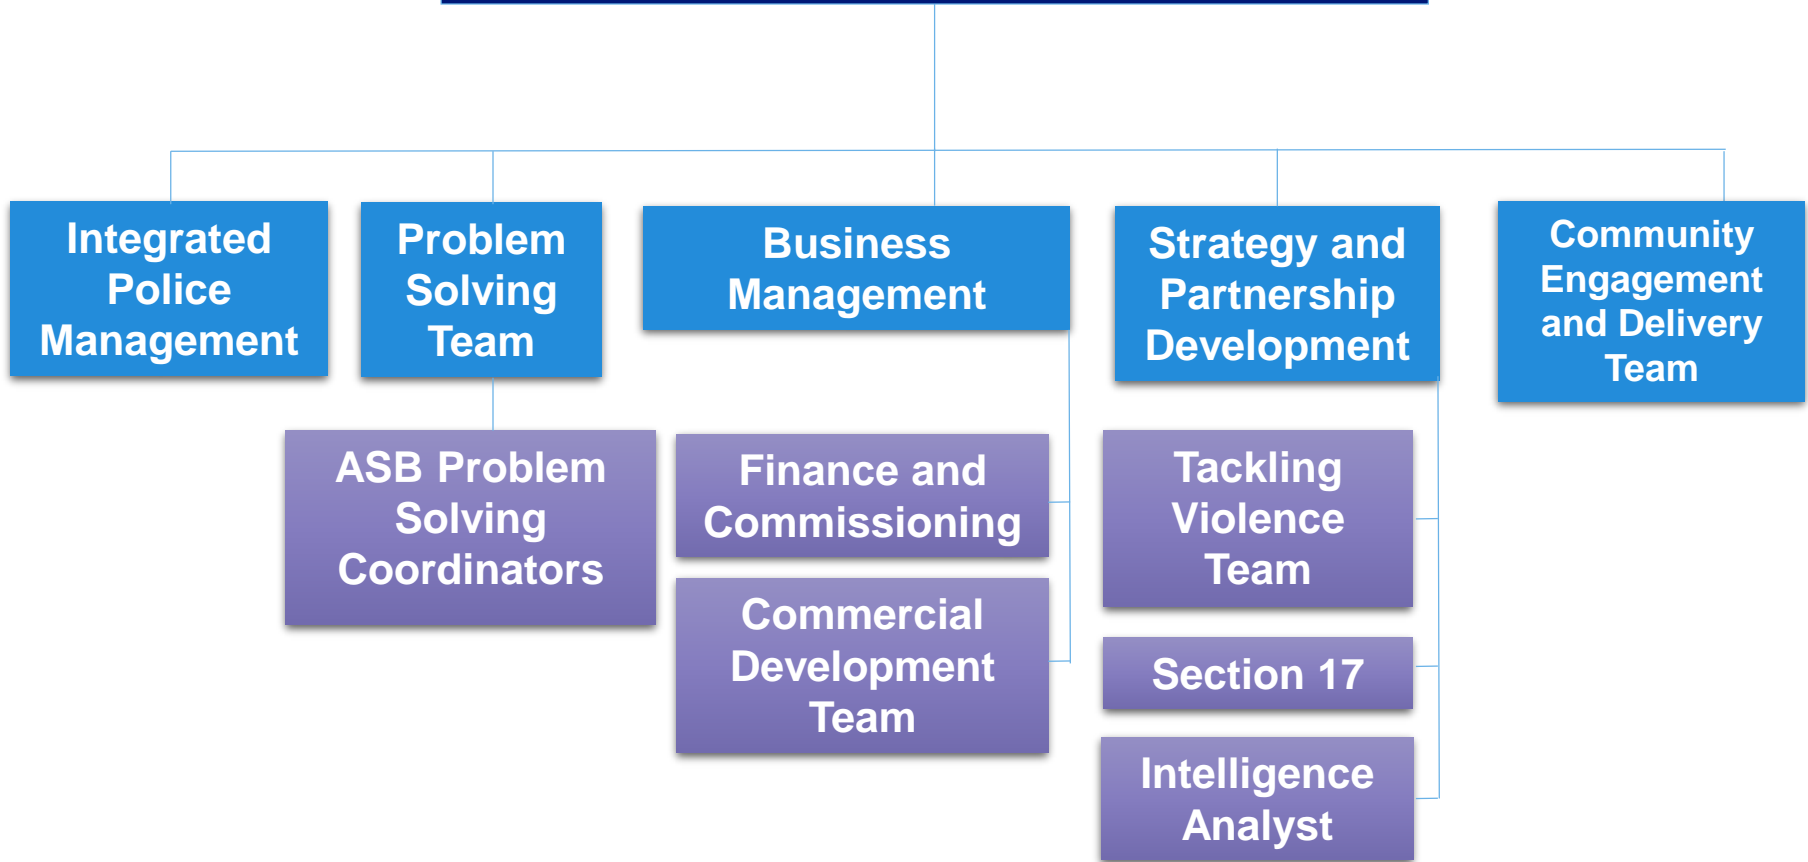 Integrated
Police
Management
Problem
Solving
Team
Business
Management
Strategy and
Partnership
Development
Community
Engagement
and Delivery
Team
ASB Problem
Solving
Coordinators
Finance and
Commissioning
Commercial
Development
Team
Tackling
Violence
Team
Section 17
Intelligence
Analyst